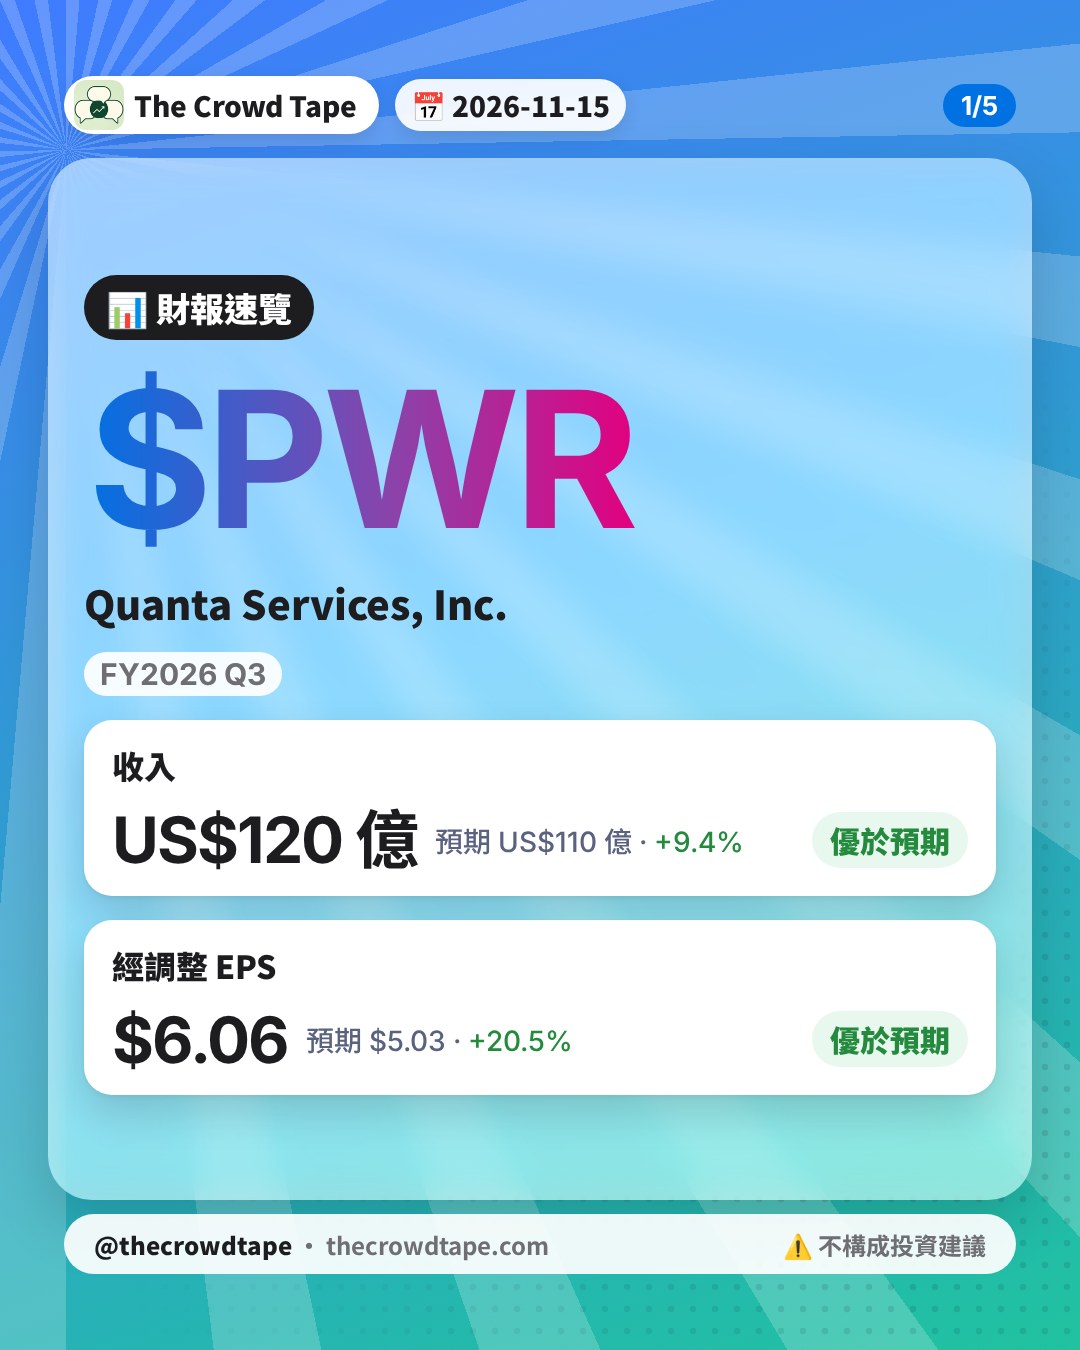 The Crowd Tape
📅 2026-11-15
1/5
📊 財報速覽
$PWR
Quanta Services, Inc.
FY2026 Q3
收入
US$120 億 預期 US$110 億 · +9.4% 優於預期
經調整 EPS
$6.06 預期 $5.03 · +20.5% 優於預期
@thecrowdtape • thecrowdtape.com
⚠️ 不構成投資建議